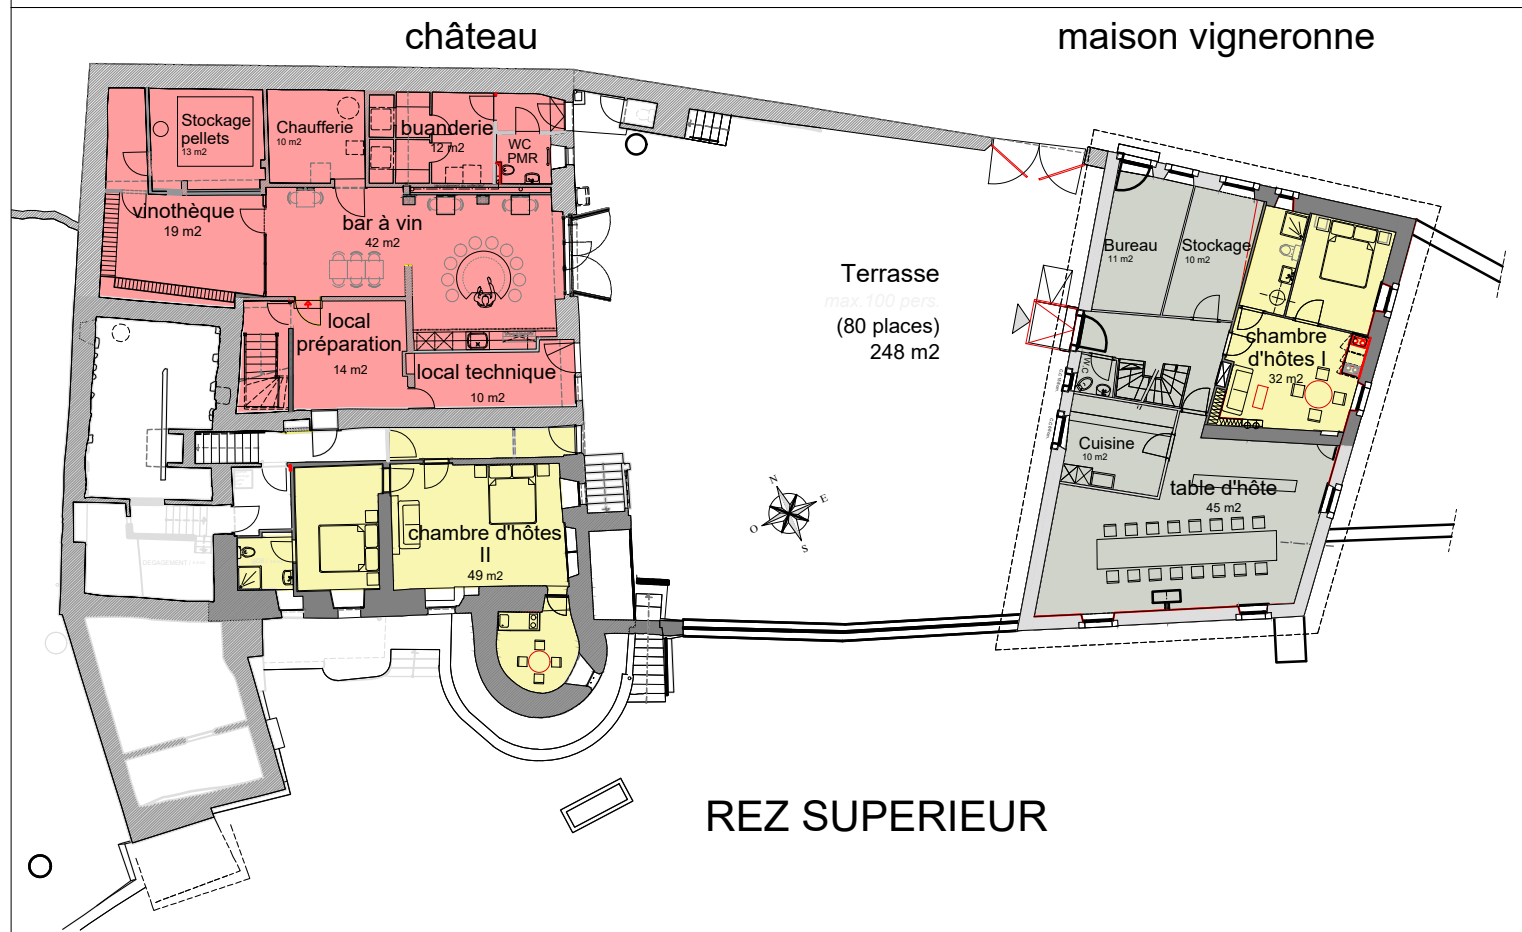 château
maison vigneronne
Stockage
pellets
13 m2
Chaufferie
10 m2
buanderie
12 m2
WC
PMR
vinothèque
19 m2
bar à vin
42 m2
local
préparation
14 m2
local technique
10 m2
Terrasse
max.100 pers.
(80 places)
248 m2
Bureau
11 m2
Stockage
10 m2
chambre
d'hôtes I
32 m2
W.C
Cuisine
10 m2
table d'hôte
45 m2
chambre d'hôtes
II
49 m2
DEGAGEMENT
N
E
O
S
REZ SUPERIEUR